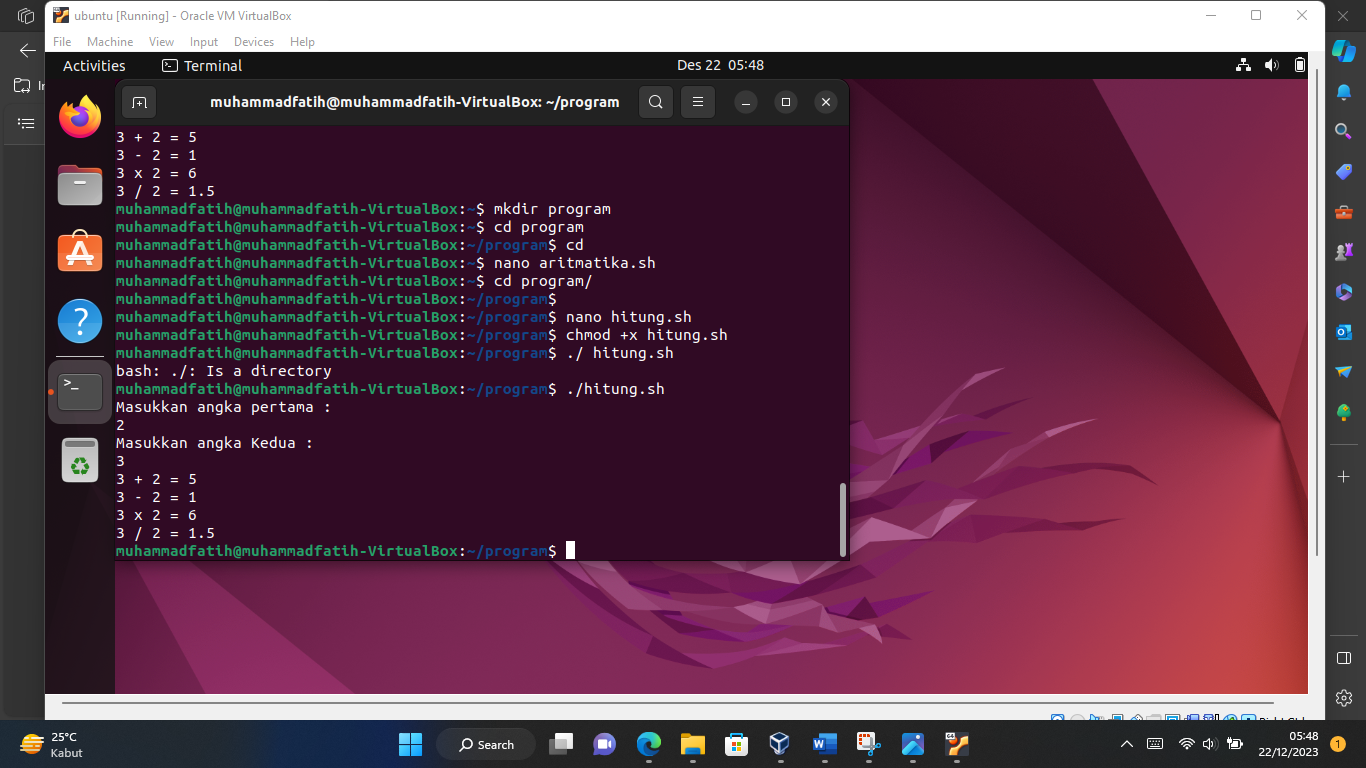 ubuntu [Running] - Oracle VM VirtualBox
File Machine View Input Devices Help
Activities
Terminal
Des 22 05:48
muhammadfatih@muhammadfatih-VirtualBox: ~/program
3 + 2 = 5
3 - 2 = 1
3 x 2 = 6
3 / 2 = 1.5
muhammadfatih@muhammadfatih-VirtualBox:~$ mkdir program
muhammadfatih@muhammadfatih-VirtualBox:~$ cd program
muhammadfatih@muhammadfatih-VirtualBox:~/program$ cd
muhammadfatih@muhammadfatih-VirtualBox:~$ nano aritmatika.sh
muhammadfatih@muhammadfatih-VirtualBox:~$ cd program/
muhammadfatih@muhammadfatih-VirtualBox:~/program$
muhammadfatih@muhammadfatih-VirtualBox:~/program$ nano hitung.sh
muhammadfatih@muhammadfatih-VirtualBox:~/program$ chmod +x hitung.sh
muhammadfatih@muhammadfatih-VirtualBox:~/program$ ./ hitung.sh
bash: ./: Is a directory
muhammadfatih@muhammadfatih-VirtualBox:~/program$ ./hitung.sh
Masukkan angka pertama :
2
Masukkan angka Kedua :
3
3 + 2 = 5
3 - 2 = 1
3 x 2 = 6
3 / 2 = 1.5
muhammadfatih@muhammadfatih-VirtualBox:~/program$
25°C
Kabut
Search
05:48
22/12/2023
1